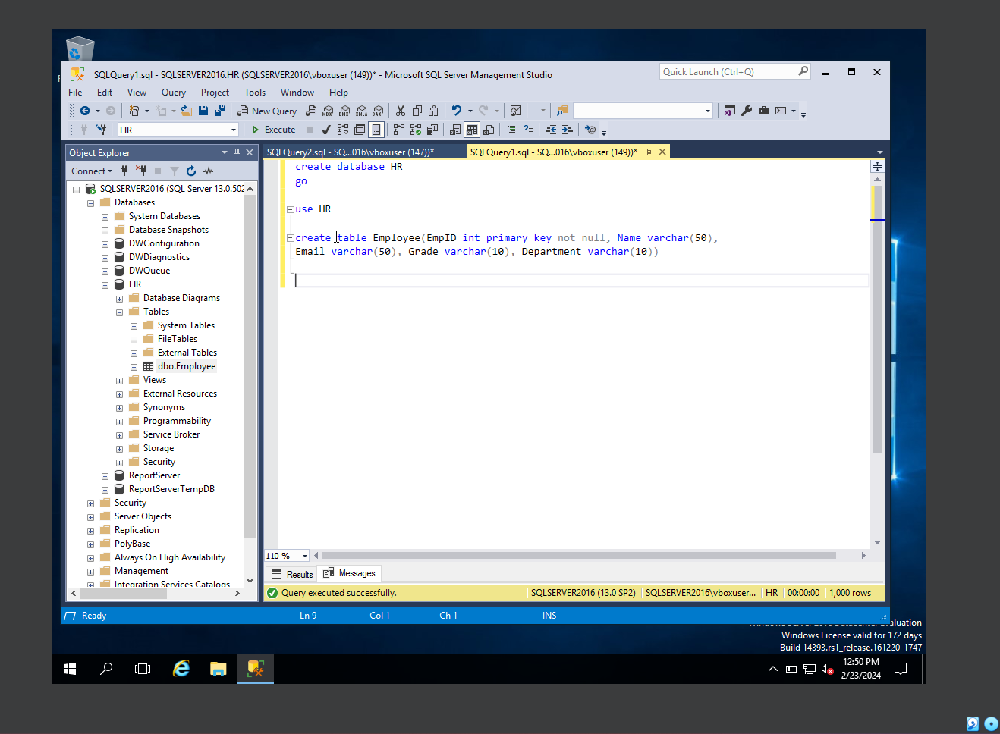 SQLQuery1.sql - SQLSERVER2016.HR (SQLSERVER2016\vboxuser (149))* - Microsoft SQL Server Management Studio
Quick Launch (Ctrl+Q)
File Edit View Query Project Tools Window Help
New Query MDX DMX XMLA DAX
HR Execute
Object Explorer
Connect
SQLSERVER2016 (SQL Server 13.0.502
Databases
System Databases
Database Snapshots
DWConfiguration
DWDiagnostics
DWQueue
HR
Database Diagrams
Tables
System Tables
FileTables
External Tables
dbo.Employee
Views
External Resources
Synonyms
Programmability
Service Broker
Storage
Security
ReportServer
ReportServerTempDB
Security
Server Objects
Replication
PolyBase
Always On High Availability
Management
Integration Services Catalogs
SQLQuery2.sql - SQ...016\vboxuser (147))*
SQLQuery1.sql - SQ...016\vboxuser (149))*
create database HR
go
use HR
create table Employee(EmpID int primary key not null, Name varchar(50),
Email varchar(50), Grade varchar(10), Department varchar(10))
110 %
Results Messages
Query executed successfully.
SQLSERVER2016 (13.0 SP2) SQLSERVER2016\vboxuser... HR 00:00:00 1,000 rows
Ready Ln 9 Col 1 Ch 1 INS
Windows License valid for 172 days
Build 14393.rs1_release.161220-1747
12:50 PM
2/23/2024